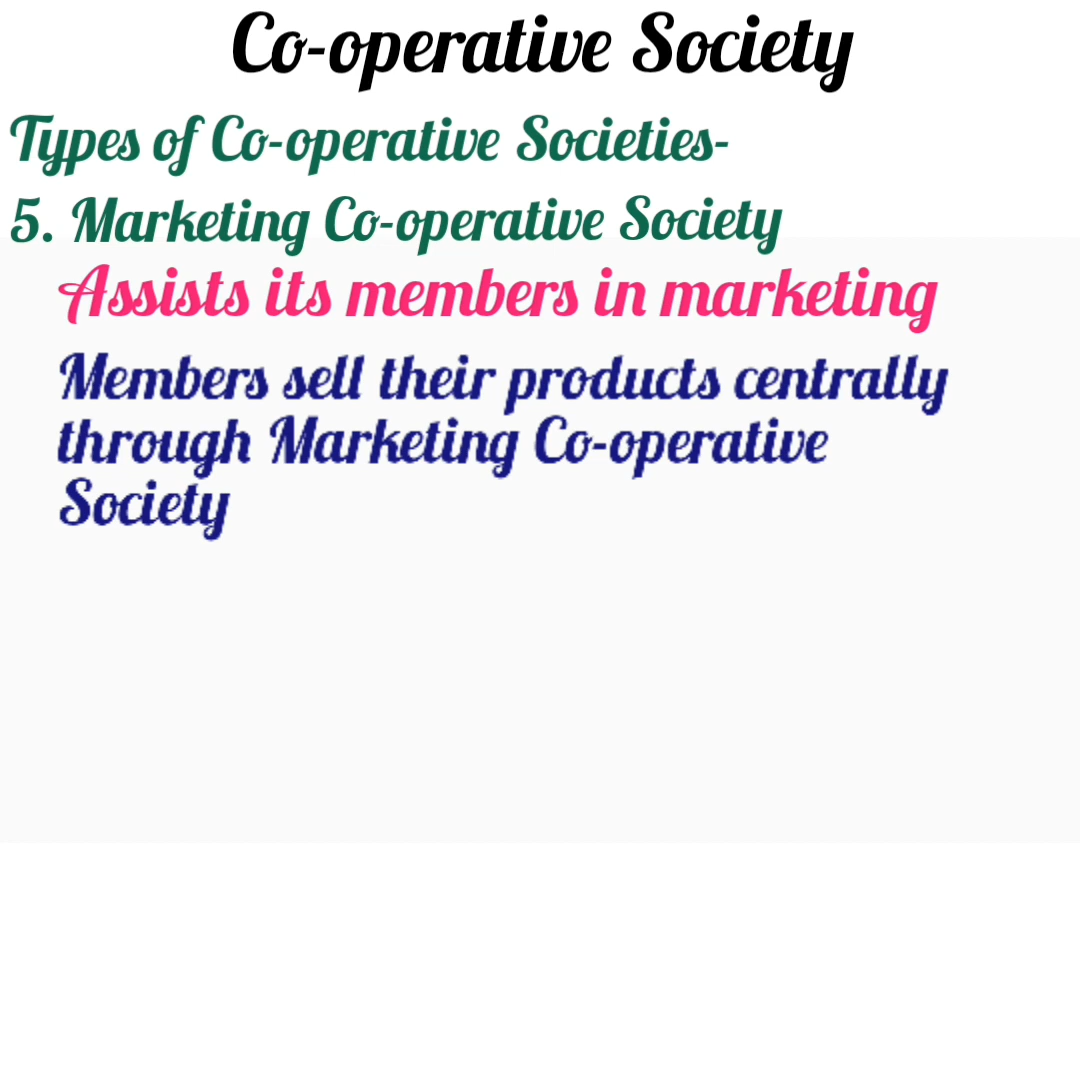 Co-operative Society
Types of Co-operative Societies-
5. Marketing Co-operative Society
Assists its members in marketing
Members sell their products centrally
through Marketing Co-operative
Society